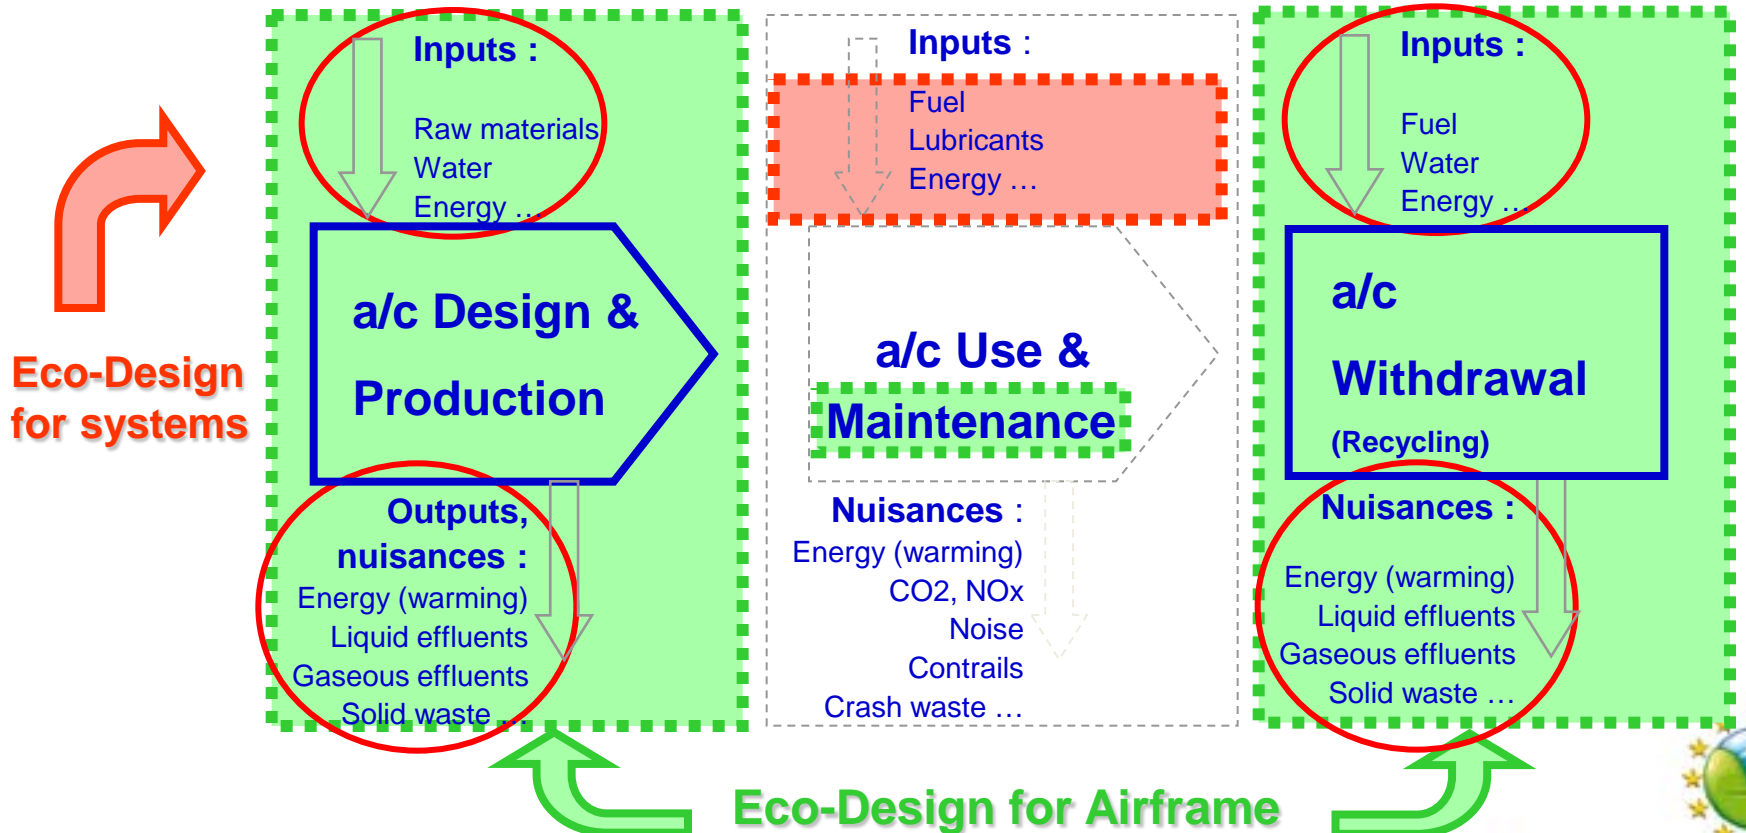 Eco-Design
for systems
Inputs :
Raw materials
Water
Energy …
a/c Design &
Production
Outputs,
nuisances :
Energy (warming)
Liquid effluents
Gaseous effluents
Solid waste …
Inputs :
Fuel
Lubricants
Energy …
a/c Use &
Maintenance
Nuisances :
Energy (warming)
CO2, NOx
Noise
Contrails
Crash waste …
Inputs :
Fuel
Water
Energy …
a/c
Withdrawal
(Recycling)
Nuisances :
Energy (warming)
Liquid effluents
Gaseous effluents
Solid waste …
Eco-Design for Airframe